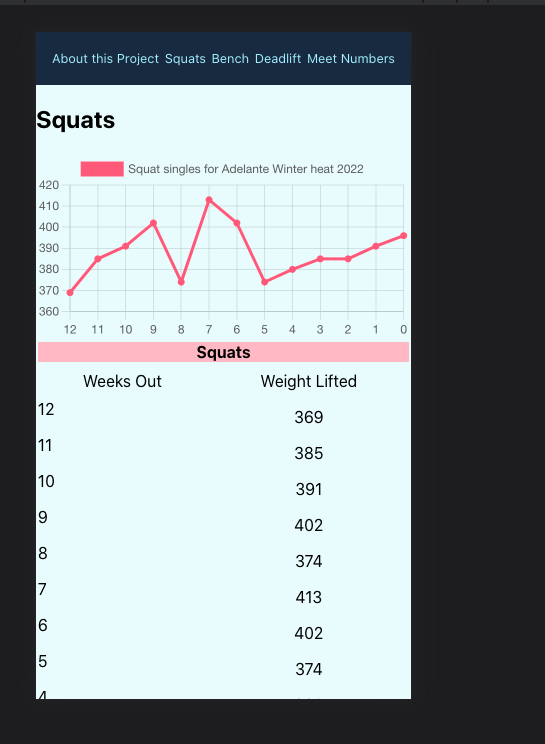 About this Project Squats Bench Deadlift Meet Numbers
Squats
Squat singles for Adelante Winter heat 2022
420
410
400
390
380
370
360
12 11 10 9 8 7 6 5 4 3 2 1 0
Squats
Weeks Out Weight Lifted
12 369
11 385
10 391
9 402
8 374
7 413
6 402
5 374
4